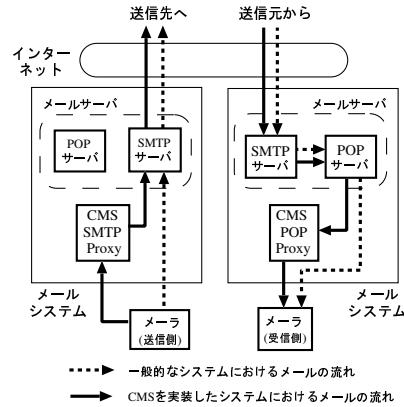 送信先へ
送信元から
インター
ネット
メールサーバ
POP
サーバ
SMTP
サーバ
CMS
SMTP
Proxy
メール
システム
メーラ
(送信側)
メールサーバ
SMTP
サーバ
POP
サーバ
CMS
POP
Proxy
メール
システム
メーラ
(受信側)
一般的なシステムにおけるメールの流れ
CMSを実装したシステムにおけるメールの流れ